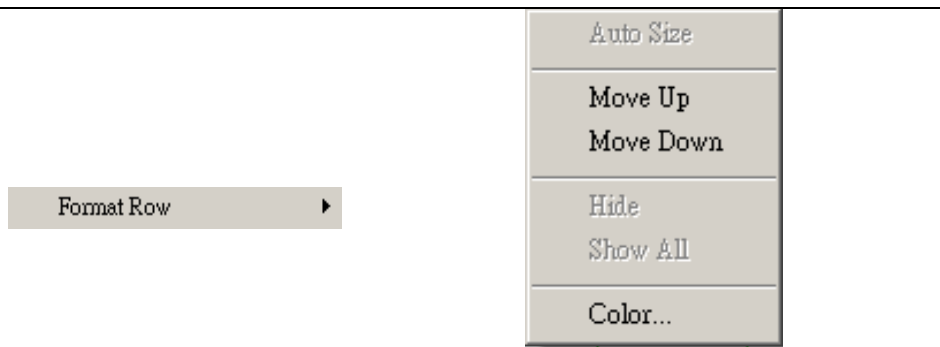 Format Row
Auto Size
Move Up
Move Down
Hide
Show All
Color...